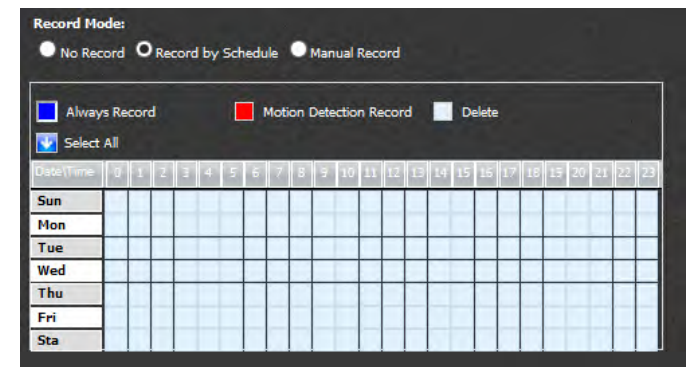 Record Mode:
No Record Record by Schedule Manual Record
Always Record Motion Detection Record Delete
Select All
Date\Time 0 1 2 3 4 5 6 7 8 9 10 11 12 13 14 15 16 17 18 19 20 21 22 23
Sun
Mon
Tue
Wed
Thu
Fri
Sta